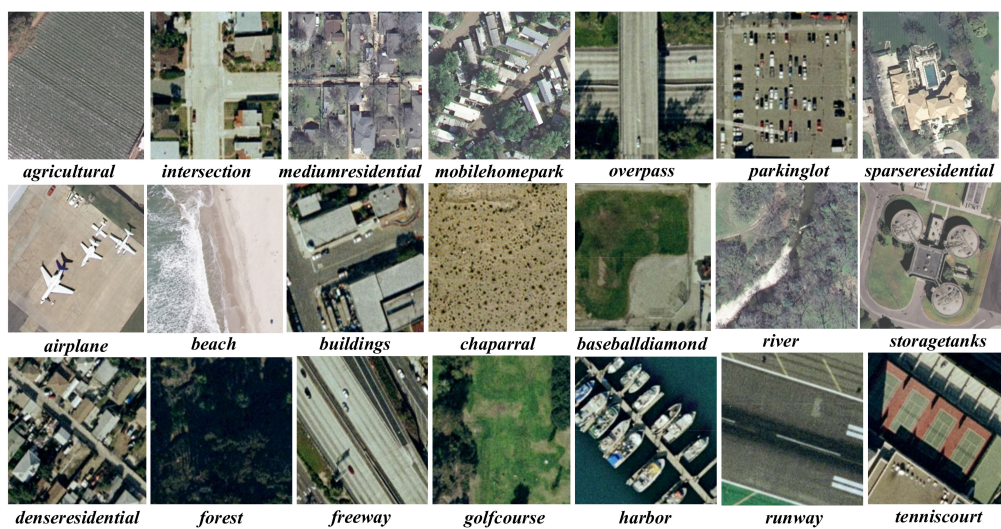 agricultural intersection mediumresidential mobilehomepark overpass parkinglot sparseresidential
airplane beach buildings chaparral baseballdiamond river storagetanks
denseresidential forest freeway golfcourse harbor runway tenniscourt